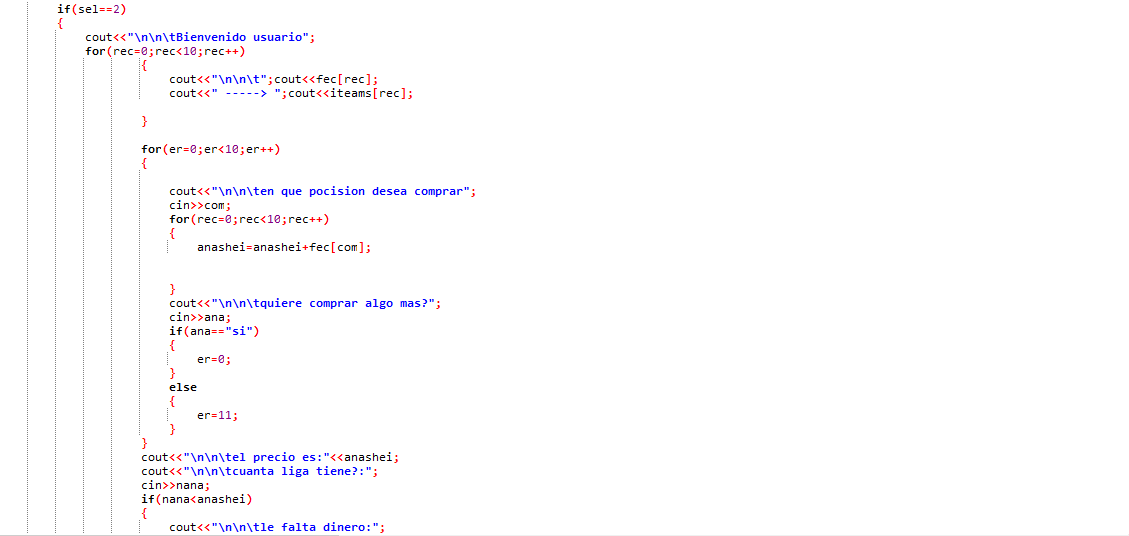 if(sel==2)
{
cout<<"\n\n\tBienvenido usuario";
for(rec=0;rec<10;rec++)
{
cout<<"\n\n\t";cout<<fec[rec];
cout<<" -----> ";cout<<iteams[rec];
}
for(er=0;er<10;er++)
{
cout<<"\n\n\ten que pocision desea comprar";
cin>>com;
for(rec=0;rec<10;rec++)
{
anashei=anashei+fec[com];
}
cout<<"\n\n\tquiere comprar algo mas?";
cin>>ana;
if(ana=="si")
{
er=0;
}
else
{
er=11;
}
}
cout<<"\n\n\tel precio es:"<<anashei;
cout<<"\n\n\tcuanta liga tiene?:";
cin>>nana;
if(nana<anashei)
{
cout<<"\n\n\tle falta dinero:";